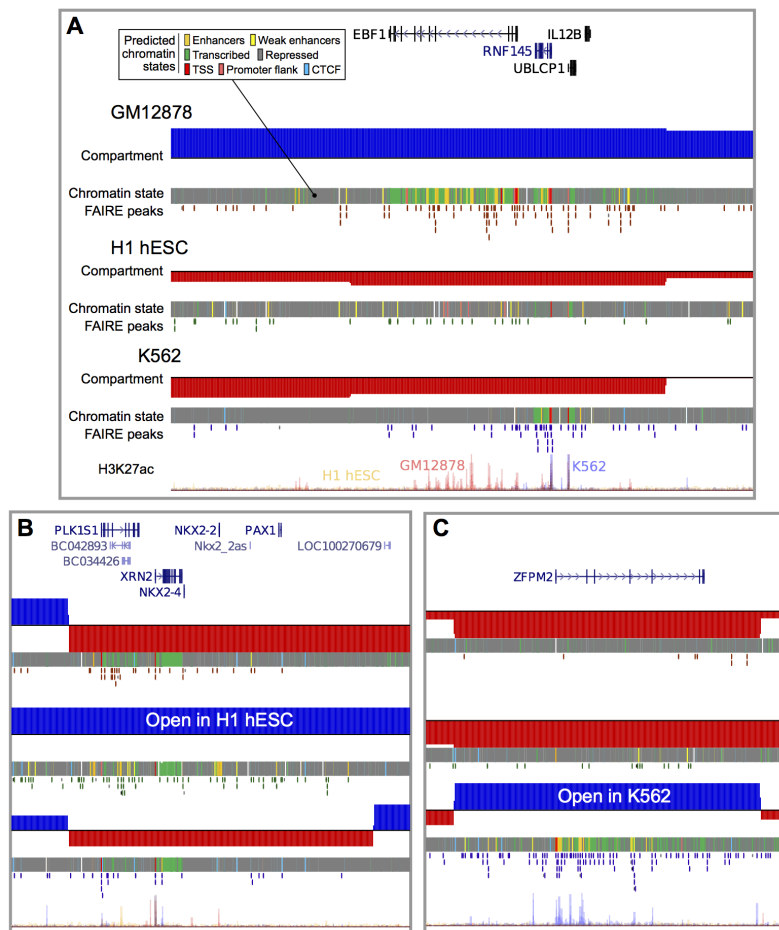 A
EBF1
IL12B
RNF145
UBLCP1
Predicted
chromatin
states
Enhancers
Weak enhancers
Transcribed
Repressed
TSS
Promoter flank
CTCF
GM12878
Compartment
Chromatin state
FAIRE peaks
H1 hESC
Compartment
Chromatin state
FAIRE peaks
K562
Compartment
Chromatin state
FAIRE peaks
H3K27ac
H1 hESC
GM12878
K562
B
PLK1S1
NKX2-2
PAX1
BC042893
Nkx2_2as
LOC100270679
BC034426
XRN2
NKX2-4
Open in H1 hESC
C
ZFPM2
Open in K562